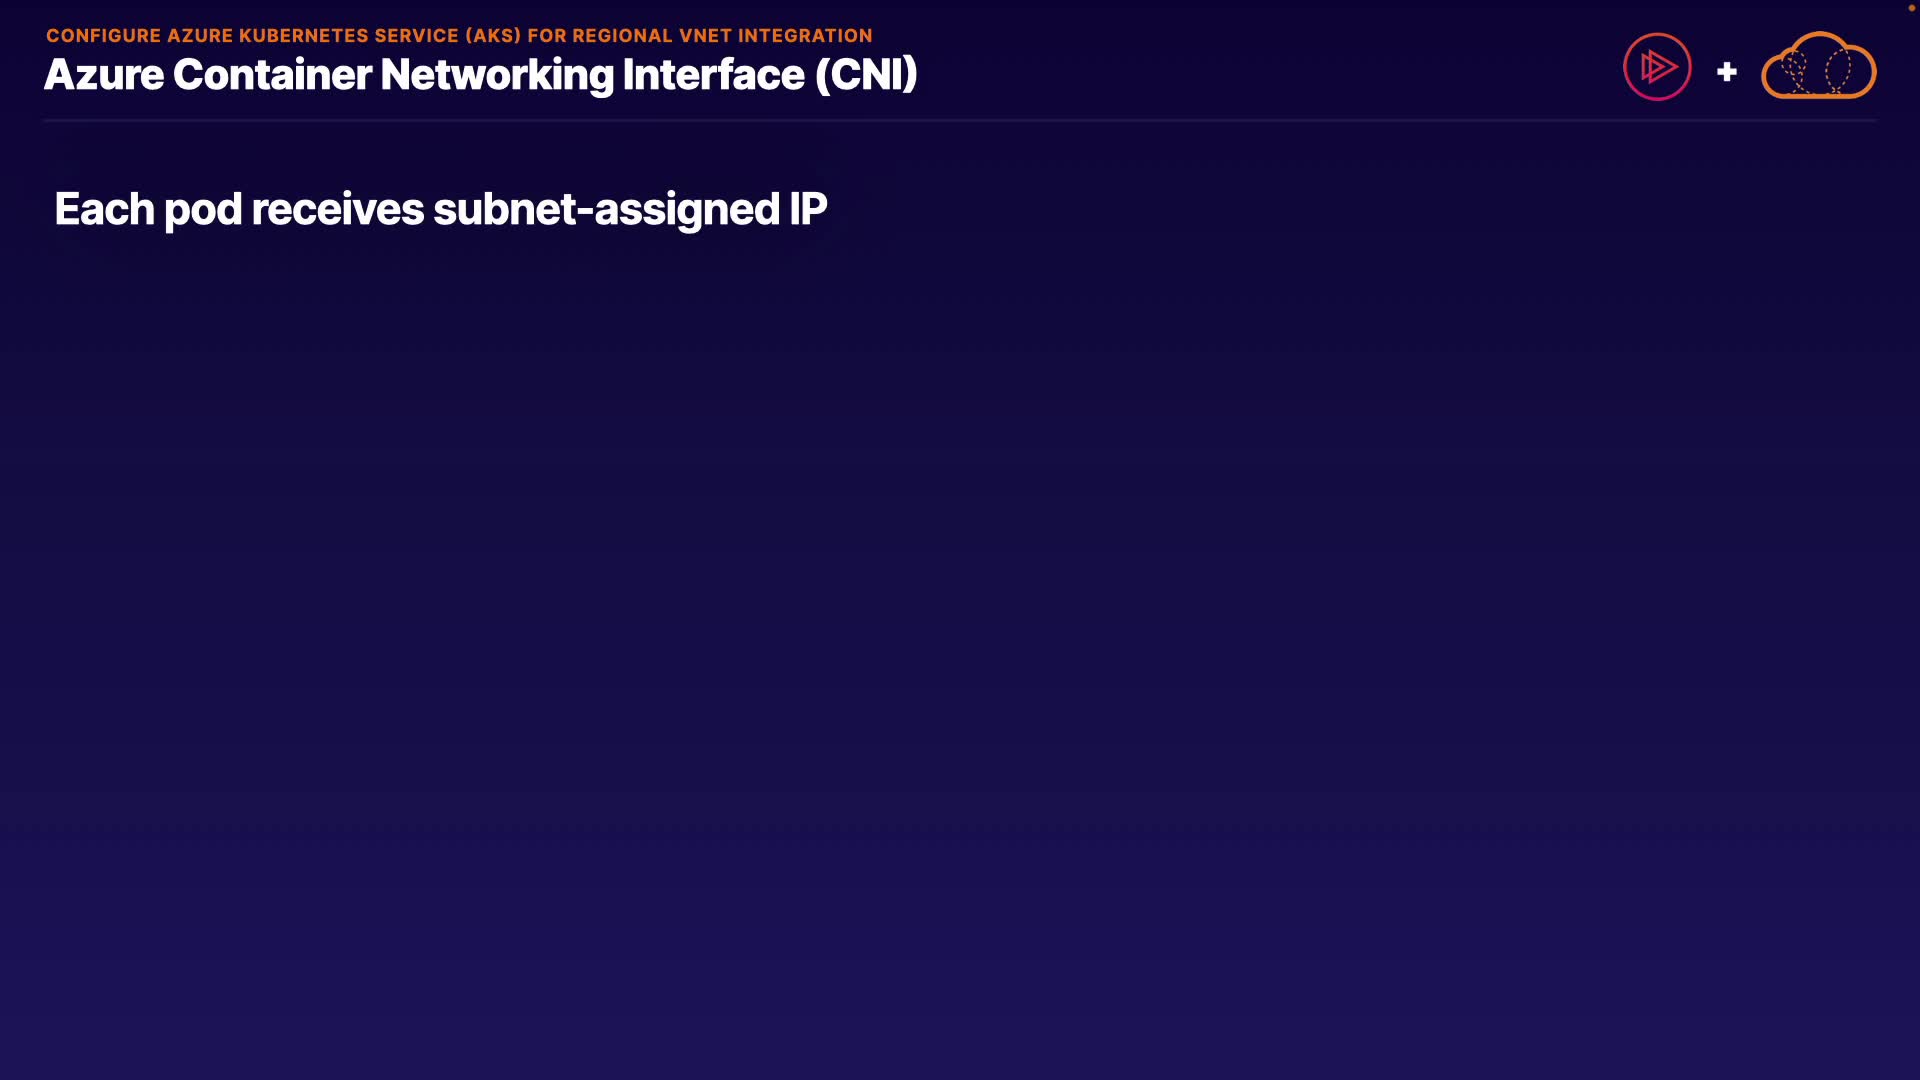 CONFIGURE AZURE KUBERNETES SERVICE (AKS) FOR REGIONAL VNET INTEGRATION
Azure Container Networking Interface (CNI)
+
Each pod receives subnet-assigned IP